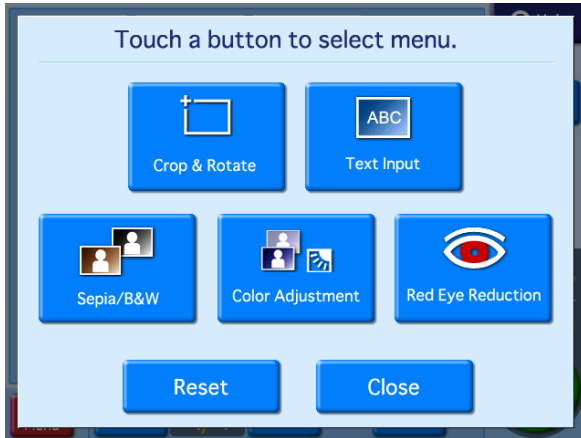 Touch a button to select menu.
ABC
Crop & Rotate
Text Input
Sepia/B&W
Color Adjustment
Red Eye Reduction
Reset
Close